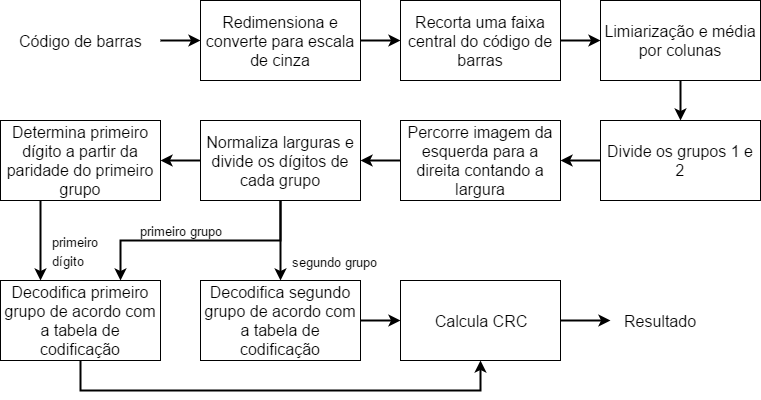 Código de barras
Redimensiona e
converte para escala
de cinza
Recorta uma faixa
central do código de
barras
Limiarização e média
por colunas
Determina primeiro
dígito a partir da
paridade do primeiro
grupo
Normaliza larguras e
divide os dígitos de
cada grupo
Percorre imagem da
esquerda para a
direita contando a
largura
Divide os grupos 1 e
2
primeiro
dígito
primeiro grupo
segundo grupo
Decodifica primeiro
grupo de acordo com
a tabela de
codificação
Decodifica segundo
grupo de acordo com
a tabela de
codificação
Calcula CRC
Resultado